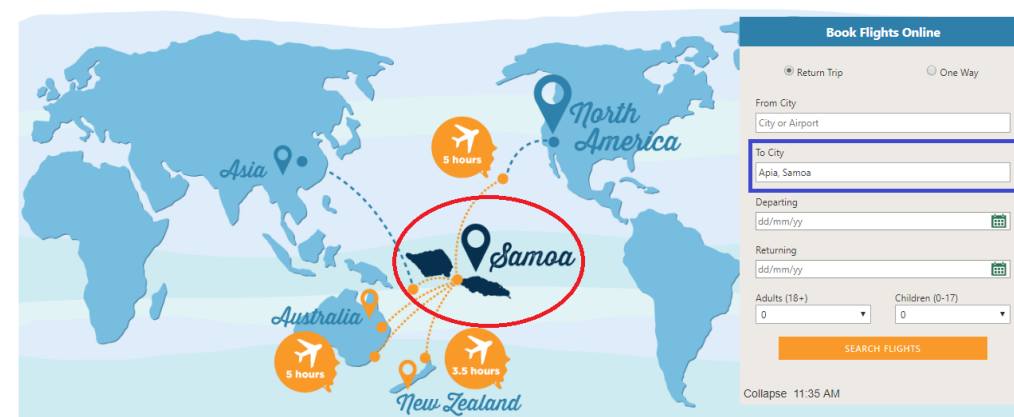 Book Flights Online
Return Trip
One Way
From City
City or Airport
To City
Apia, Samoa
Departing
dd/mm/yy
Returning
dd/mm/yy
Adults (18+)
Children (0-17)
0
0
SEARCH FLIGHTS
Collapse 11:35 AM
North
America
5 hours
Asia
Samoa
Australia
5 hours
3.5 hours
New Zealand